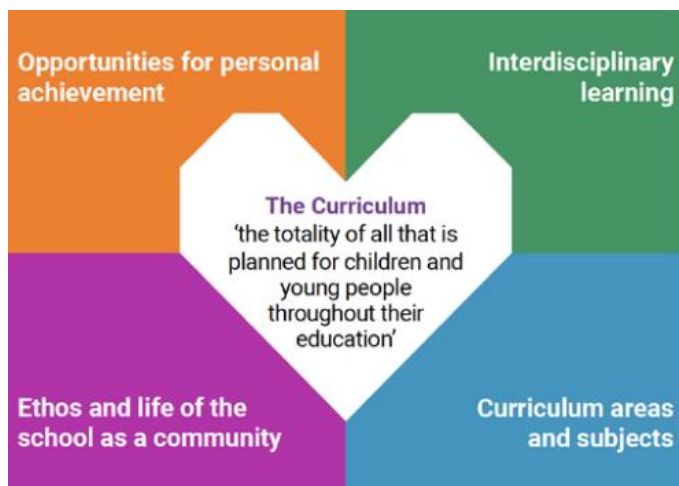 Opportunities for personal
achievement
Interdisciplinary
learning
The Curriculum
‘the totality of all that is
planned for children and
young people
throughout their
education’
Ethos and life of the
school as a community
Curriculum areas
and subjects